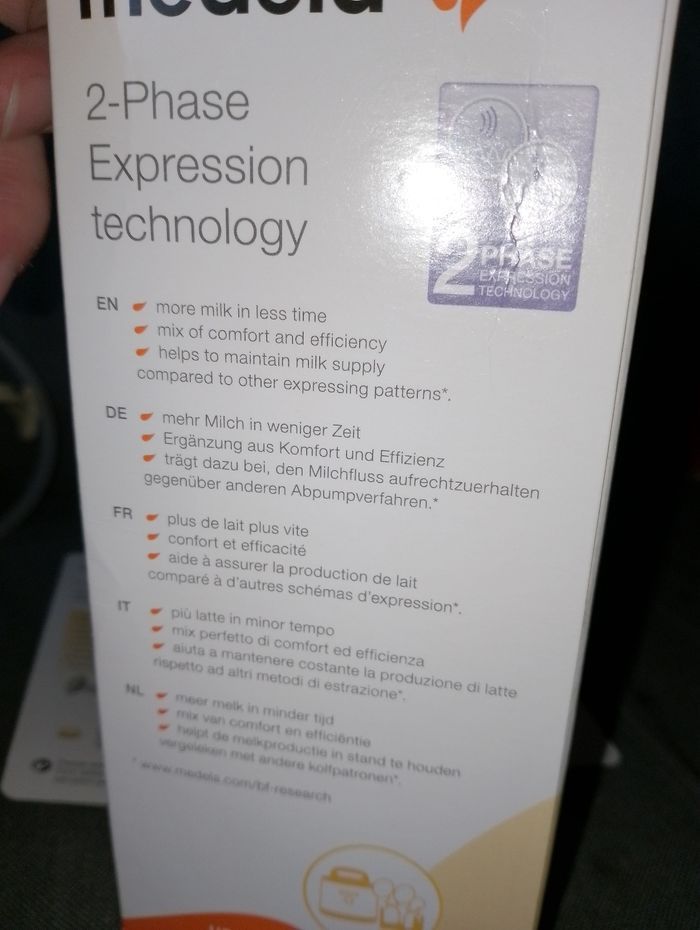 medela
2-Phase
Expression
technology
2 PHASE
EXPRESSION
TECHNOLOGY
EN more milk in less time
mix of comfort and efficiency
helps to maintain milk supply
compared to other expressing patterns*.
DE mehr Milch in weniger Zeit
Ergänzung aus Komfort und Effizienz
trägt dazu bei, den Milchfluss aufrechtzuerhalten
gegenüber anderen Abpumpverfahren.*
FR plus de lait plus vite
confort et efficacité
aide à assurer la production de lait
comparé à d'autres schémas d'expression*.
IT più latte in minor tempo
mix perfetto di comfort ed efficienza
aiuta a mantenere costante la produzione di latte
rispetto ad altri metodi di estrazione*.
NL meer melk in minder tijd
mix van comfort en efficiëntie
helpt de melkproductie in stand te houden
vergeleken met andere kolfpatronen*.
* www.medela.com/bf-research